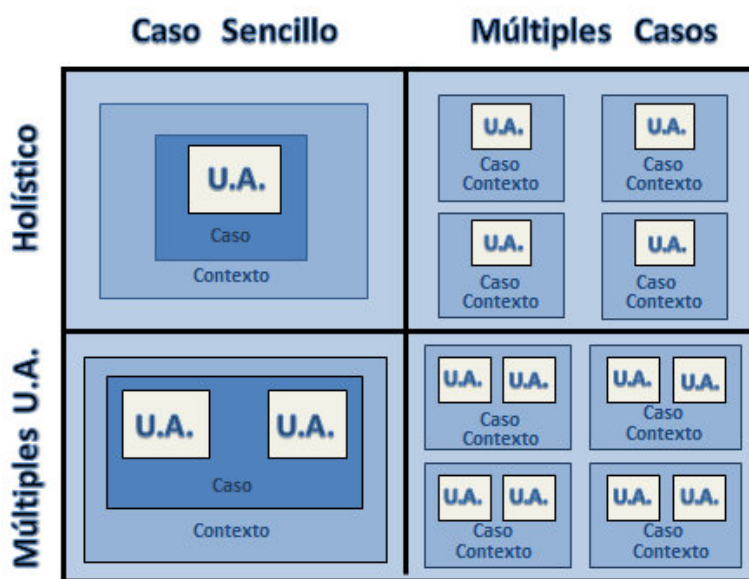 Caso Sencillo
Múltiples Casos
Holístico
U.A.
Caso
Contexto
U.A.
Caso
Contexto
U.A.
Caso
Contexto
U.A.
Caso
Contexto
U.A.
Caso
Contexto
Múltiples U.A.
U.A. U.A.
Caso
Contexto
U.A. U.A.
Caso
Contexto
U.A. U.A.
Caso
Contexto
U.A. U.A.
Caso
Contexto
U.A. U.A.
Caso
Contexto